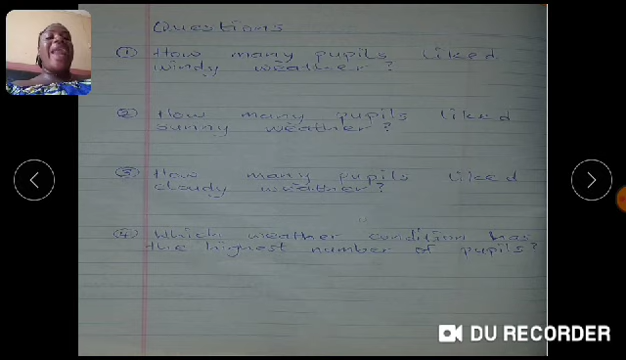 Questions
① How many pupils liked
windy weather?
② How many pupils liked
sunny weather?
③ How many pupils liked
cloudy weather?
④ Which weather condition has
the highest number of pupils?
DU RECORDER